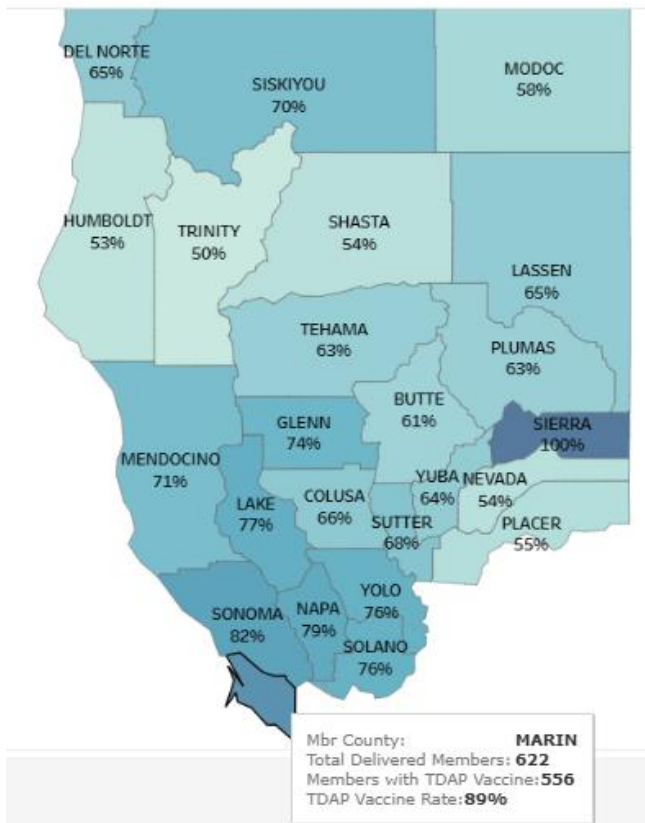 DEL NORTE
65%
SISKIYOU
70%
MODOC
58%
HUMBOLDT
53%
TRINITY
50%
SHASTA
54%
LASSEN
65%
TEHAMA
63%
PLUMAS
63%
BUTTE
61%
SIERRA
100%
GLENN
74%
MENDOCINO
71%
LAKE
77%
COLUSA
66%
YUBA
64%
NEVADA
54%
SUTTER
68%
PLACER
55%
SONOMA
82%
NAPA
79%
YOLO
76%
SOLANO
76%
Mbr County: MARIN
Total Delivered Members: 622
Members with TDAP Vaccine: 556
TDAP Vaccine Rate: 89%